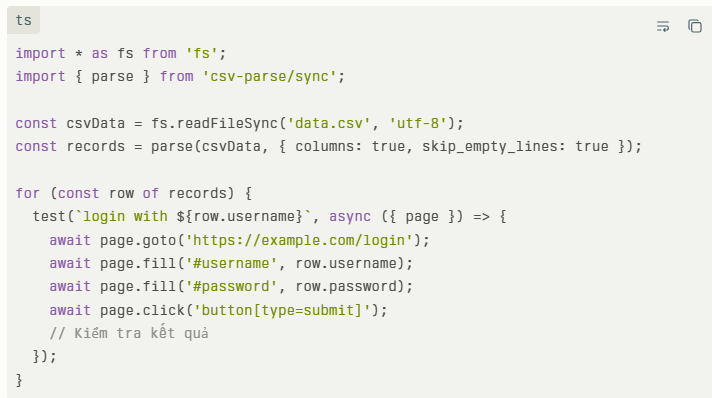 ts
import * as fs from 'fs';
import { parse } from 'csv-parse/sync';
const csvData = fs.readFileSync('data.csv', 'utf-8');
const records = parse(csvData, { columns: true, skip_empty_lines: true });
for (const row of records) {
  test(`login with ${row.username}`, async ({ page }) => {
    await page.goto('https://example.com/login');
    await page.fill('#username', row.username);
    await page.fill('#password', row.password);
    await page.click('button[type=submit]');
    // Kiểm tra kết quả
  });
}